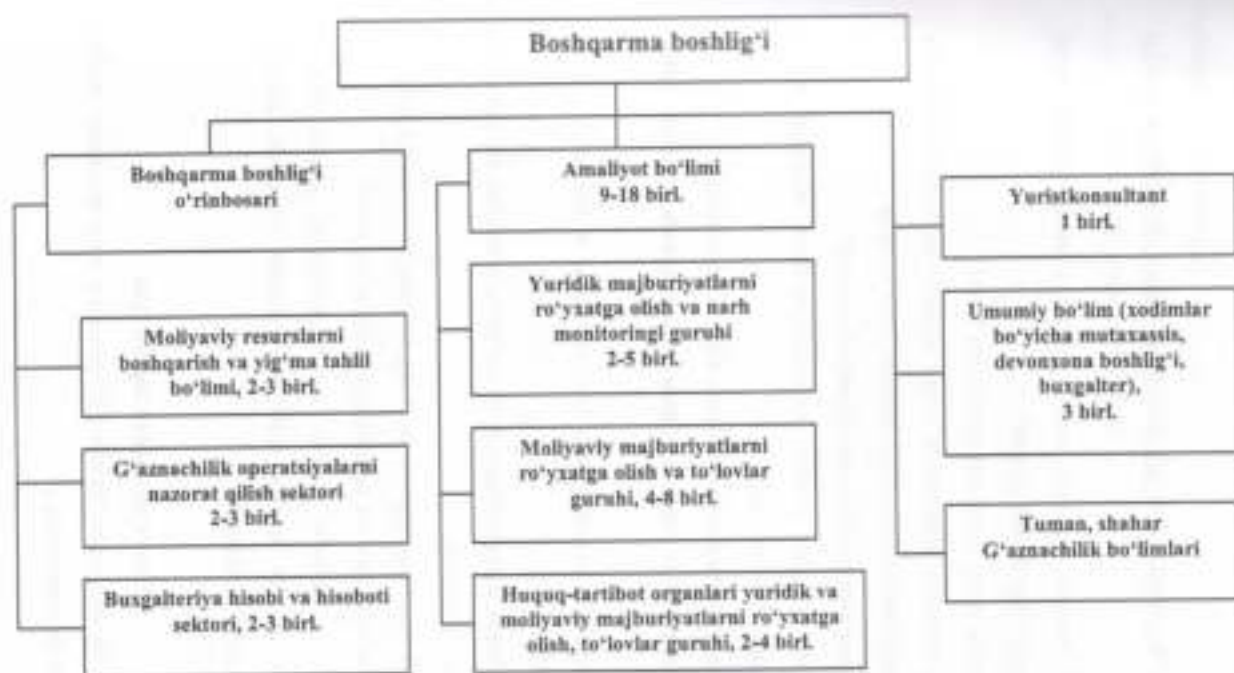 Boshqarma boshlig‘i
Boshqarma boshlig‘i
o‘rinbosari
Moliyaviy resurslarni
boshqarish va yig‘ma tahlil
bo‘limi, 2-3 birl.
G‘aznachilik operatsiyalarni
nazorat qilish sektori
2-3 birl.
Buxgalteriya hisobi va hisoboti
sektori, 2-3 birl.
Amaliyot bo‘limi
9-18 birl.
Yuridik majburiyatlarni
ro‘yxatga olish va narh
monitoringi guruhi
2-5 birl.
Moliyaviy majburiyatlarni
ro‘yxatga olish va to‘lovlar
guruhi, 4-8 birl.
Huquq-tartibot organlari yuridik va
moliyaviy majburiyatlarni ro‘yxatga
olish, to‘lovlar guruhi, 2-4 birl.
Yuristkonsultant
1 birl.
Umumiy bo‘lim (xodimlar
bo‘yicha mutaxassis,
devonxona boshlig‘i,
buxgalter),
3 birl.
Tuman, shahar
G‘aznachilik bo‘limlari